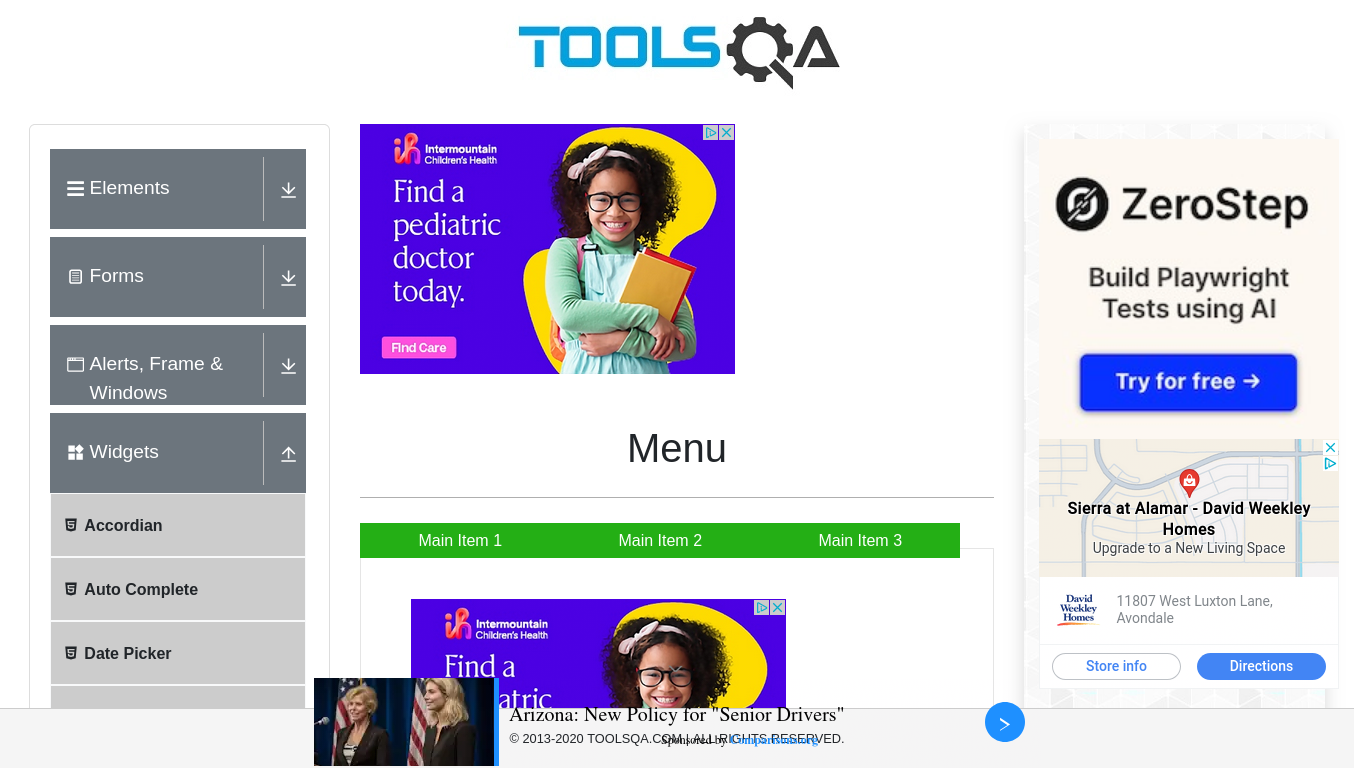 TOOLSQA
Elements
Forms
Alerts, Frame &
Windows
Widgets
Accordian
Auto Complete
Date Picker
Intermountain
Children's Health
Find a
pediatric
doctor
today.
Find Care
Menu
Main Item 1
Main Item 2
Main Item 3
Intermountain
Children's Health
Find a
ZeroStep
Build Playwright
Tests using AI
Try for free →
Sierra at Alamar - David Weekley
Homes
Upgrade to a New Living Space
David
Weekley
Homes
11807 West Luxton Lane,
Avondale
Store info
Directions
Arizona: New Policy for "Senior Drivers"
© 2013-2020 TOOLSQA.COM | ALL RIGHTS RESERVED.
Sponsored by